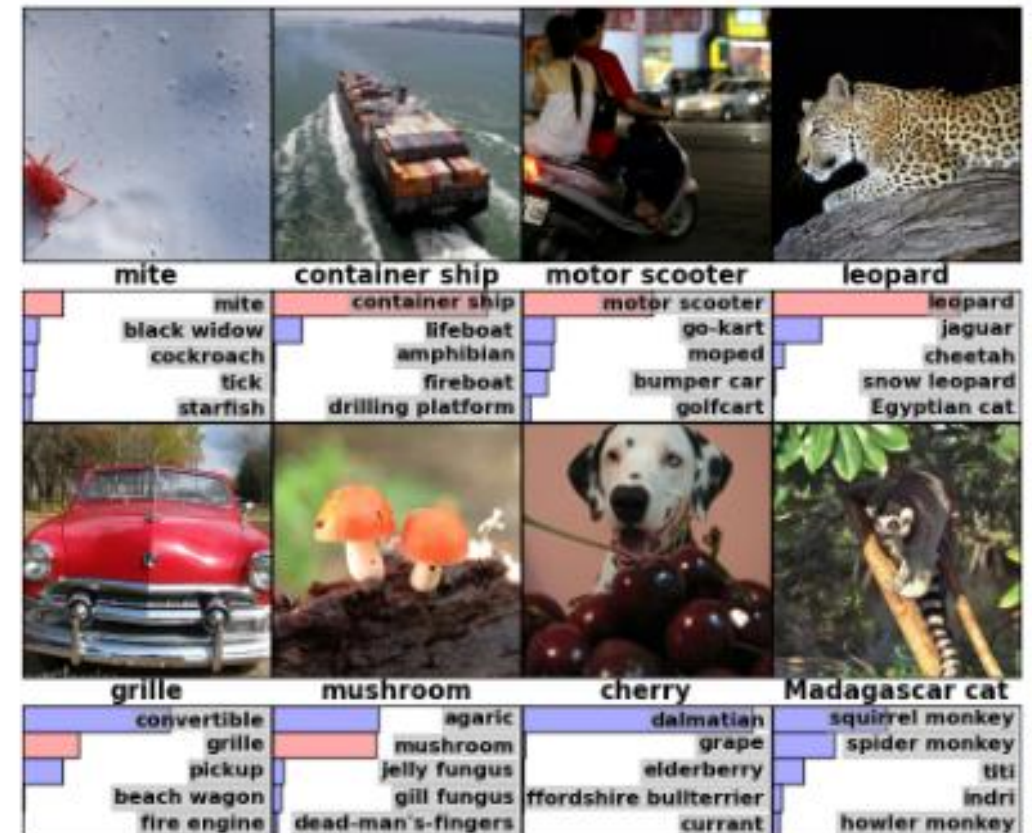 mite container ship motor scooter leopard
mite container ship motor scooter leopard
black widow lifeboat go-kart jaguar
cockroach amphibian moped cheetah
tick fireboat bumper car snow leopard
starfish drilling platform golfcart Egyptian cat
grille mushroom cherry Madagascar cat
convertible agaric dalmatian squirrel monkey
grille mushroom grape spider monkey
pickup jelly fungus elderberry titi
beach wagon gill fungus ffordshire bullterrier indri
fire engine dead-man's-fingers currant howler monkey